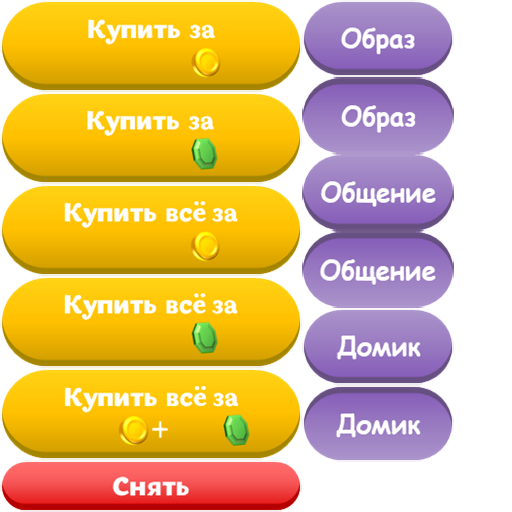 Купить за
Купить за
Купить всё за
Купить всё за
Купить всё за
+
Снять
Образ
Образ
Общение
Общение
Домик
Домик